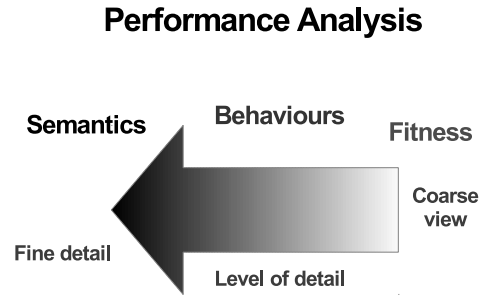 Performance Analysis
Semantics
Behaviours
Fitness
Coarse
view
Fine detail
Level of detail